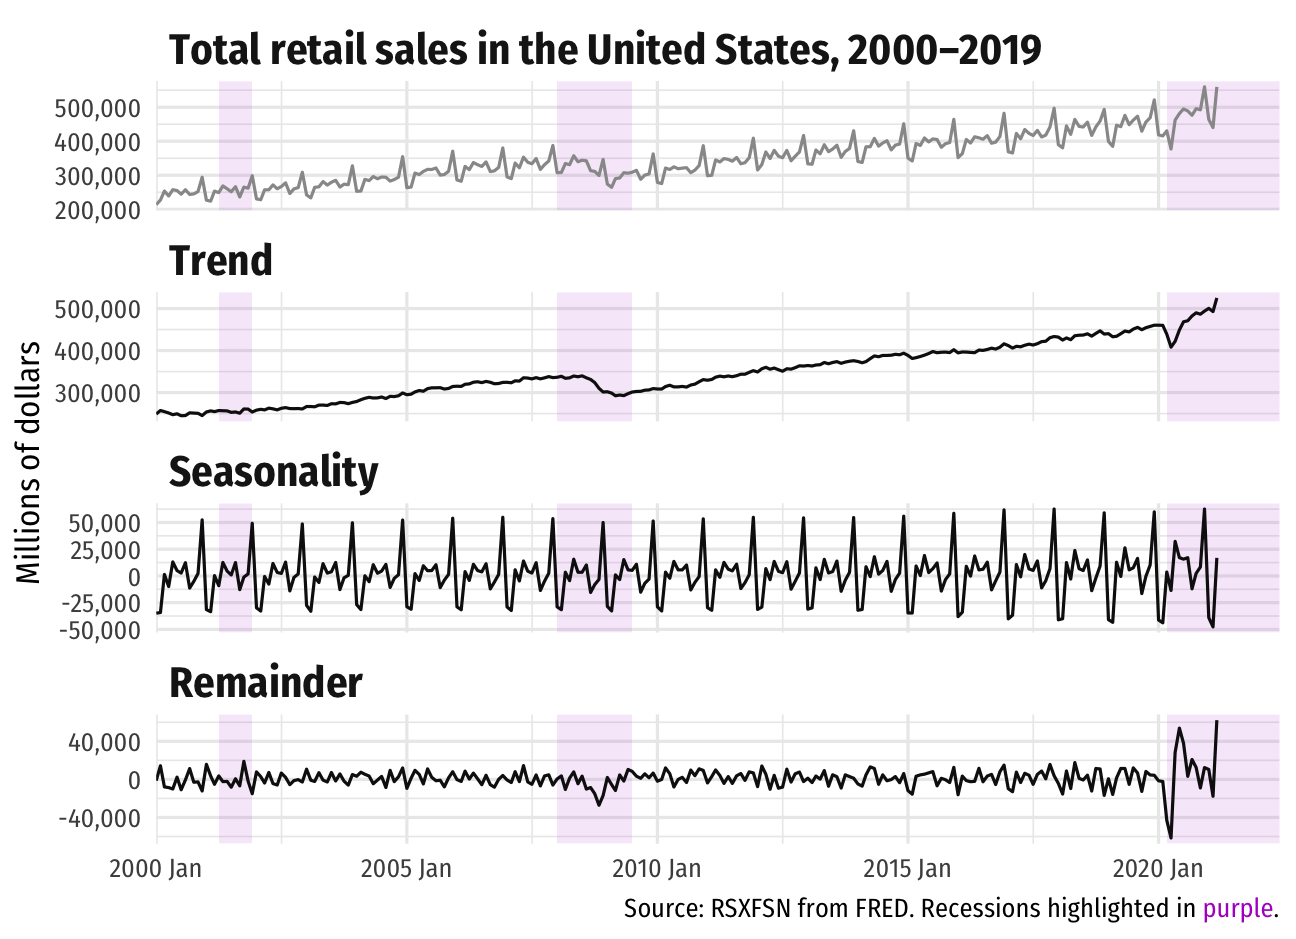 Total retail sales in the United States, 2000–2019
500,000
400,000
300,000
200,000
Trend
500,000
400,000
300,000
Millions of dollars
Seasonality
50,000
25,000
0
-25,000
-50,000
Remainder
40,000
0
-40,000
2000 Jan 2005 Jan 2010 Jan 2015 Jan 2020 Jan
Source: RSXFSN from FRED. Recessions highlighted in purple.